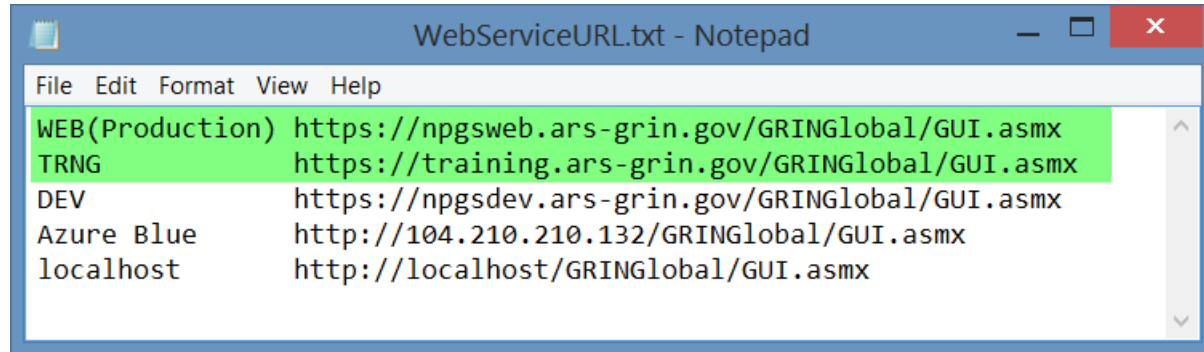 WebServiceURL.txt - Notepad
File Edit Format View Help
WEB(Production) https://npgsweb.ars-grin.gov/GRINGlobal/GUI.asmx
TRNG https://training.ars-grin.gov/GRINGlobal/GUI.asmx
DEV https://npgsdev.ars-grin.gov/GRINGlobal/GUI.asmx
Azure Blue http://104.210.210.132/GRINGlobal/GUI.asmx
localhost http://localhost/GRINGlobal/GUI.asmx